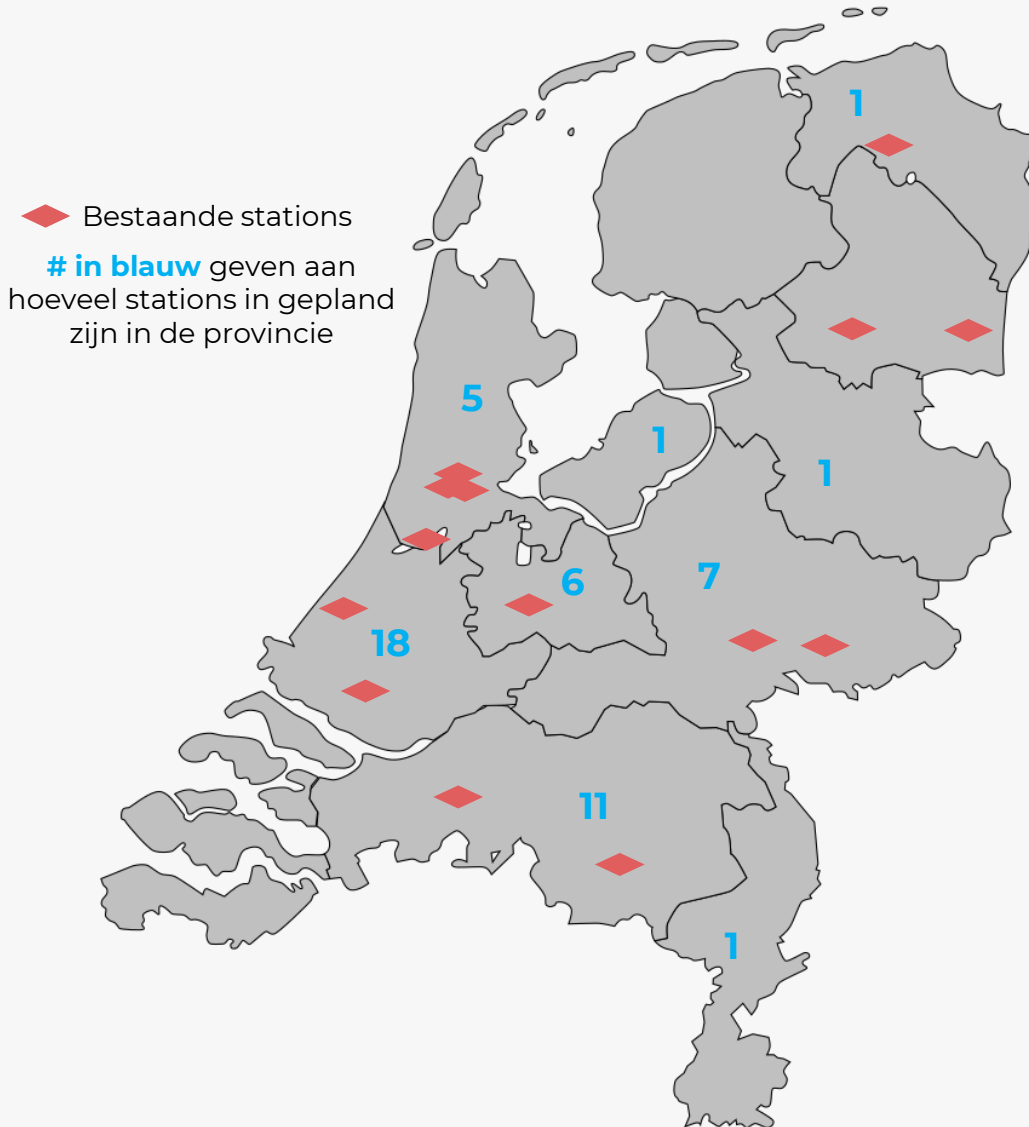 1
Bestaande stations
# in blauw geven aan
hoeveel stations in gepland
zijn in de provincie
5
1
1
6
7
18
11
1